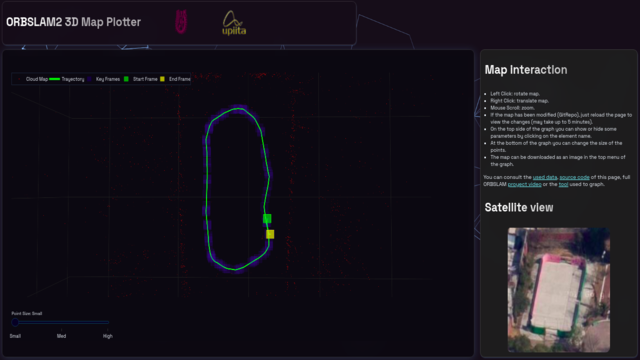 ORBSLAM2 3D Map Plotter
upiita
Cloud Map Trajectory Key Frames Start Frame End Frame
Point Size: Small
Small Med High
Map Interaction
Left Click: rotate map.
Right Click: translate map.
Mouse Scroll: zoom.
If the map has been modified (GitRepo), just reload the page to
view the changes (may take up to 5 minutes).
On the top side of the graph you can show or hide some
parameters by clicking on the element name.
At the bottom of the graph you can change the size of the
points.
The map can be downloaded as an image in the top menu of
the graph.
You can consult the used data, source code of this page, full
ORBSLAM project video or the tool used to graph.
Satellite view